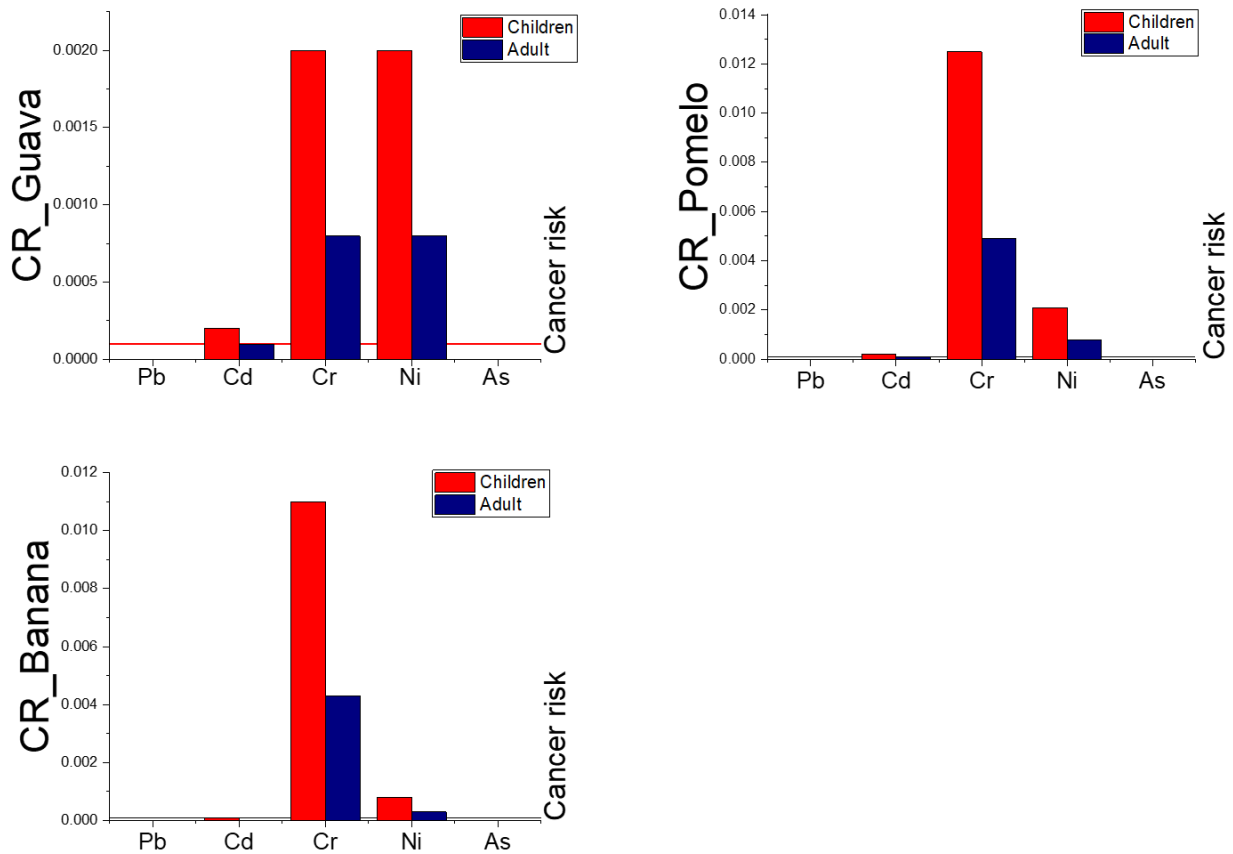 CR_Guava
0.0020
0.0015
0.0010
0.0005
0.0000
Children
Adult
Pb Cd Cr Ni As
Cancer risk
CR_Pomelo
0.014
0.012
0.010
0.008
0.006
0.004
0.002
0.000
Children
Adult
Pb Cd Cr Ni As
Cancer risk
CR_Banana
0.012
0.010
0.008
0.006
0.004
0.002
0.000
Children
Adult
Pb Cd Cr Ni As
Cancer risk